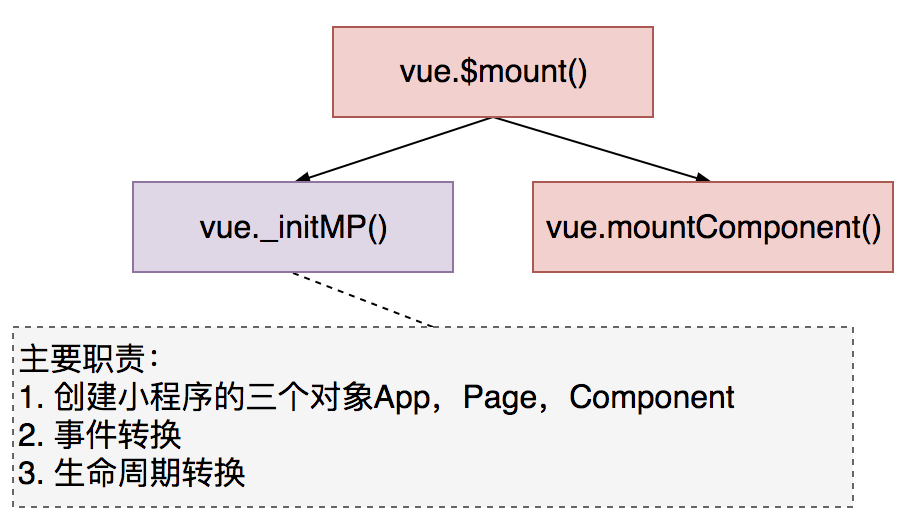 vue.$mount()
vue._initMP()
vue.mountComponent()
主要职责：
1. 创建小程序的三个对象App，Page，Component
2. 事件转换
3. 生命周期转换